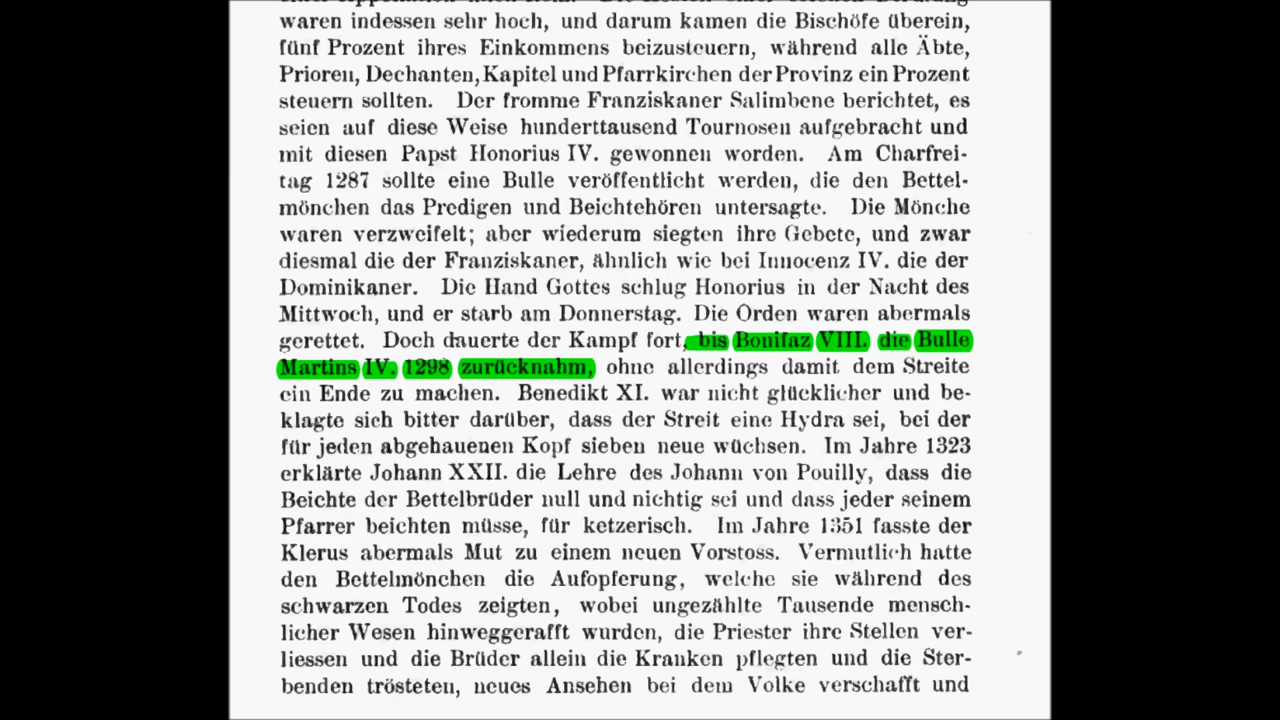 waren indessen sehr hoch, und darum kamen die Bischöfe überein,
fünf Prozent ihres Einkommens beizusteuern, während alle Äbte,
Prioren, Dechanten, Kapitel und Pfarrkirchen der Provinz ein Prozent
steuern sollten. Der fromme Franziskaner Salimbene berichtet, es
seien auf diese Weise hunderttausend Tournosen aufgebracht und
mit diesen Papst Honorius IV. gewonnen worden. Am Charfrei-
tag 1287 sollte eine Bulle veröffentlicht werden, die den Bettel-
mönchen das Predigen und Beichtehören untersagte. Die Mönche
waren verzweifelt; aber wiederum siegten ihre Gebete, und zwar
diesmal die der Franziskaner, ähnlich wie bei Innocenz IV. die der
Dominikaner. Die Hand Gottes schlug Honorius in der Nacht des
Mittwoch, und er starb am Donnerstag. Die Orden waren abermals
gerettet. Doch dauerte der Kampf fort, bis Bonifaz VIII. die Bulle
Martins IV. 1298 zurücknahm, ohne allerdings damit dem Streite
ein Ende zu machen. Benedikt XI. war nicht glücklicher und be-
klagte sich bitter darüber, dass der Streit eine Hydra sei, bei der
für jeden abgehauenen Kopf sieben neue wüchsen. Im Jahre 1323
erklärte Johann XXII. die Lehre des Johann von Pouilly, dass die
Beichte der Bettelbrüder null und nichtig sei und dass jeder seinem
Pfarrer beichten müsse, für ketzerisch. Im Jahre 1351 fasste der
Klerus abermals Mut zu einem neuen Vorstoss. Vermutlich hatte
den Bettelmönchen die Aufopferung, welche sie während des
schwarzen Todes zeigten, wobei ungezählte Tausende mensch-
licher Wesen hinweggerafft wurden, die Priester ihre Stellen ver-
liessen und die Brüder allein die Kranken pflegten und die Ster-
benden trösteten, neues Ansehen bei dem Volke verschafft und